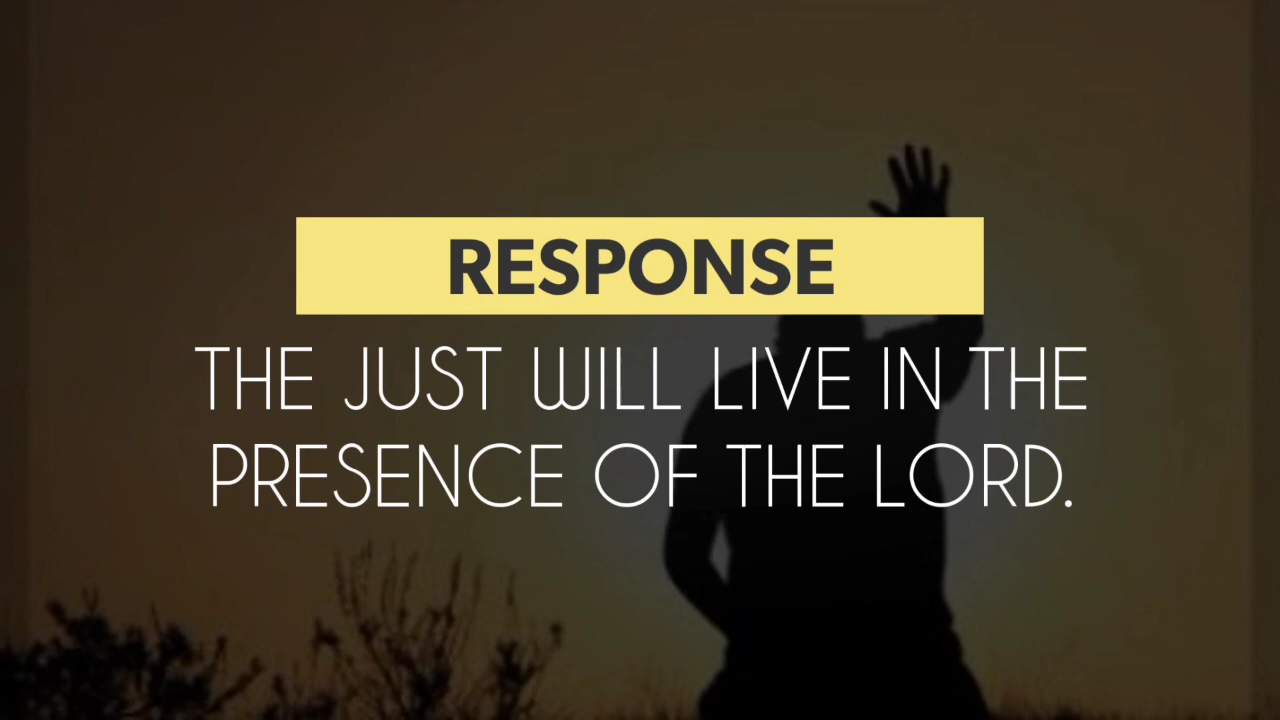 RESPONSE
THE JUST WILL LIVE IN THE
PRESENCE OF THE LORD.